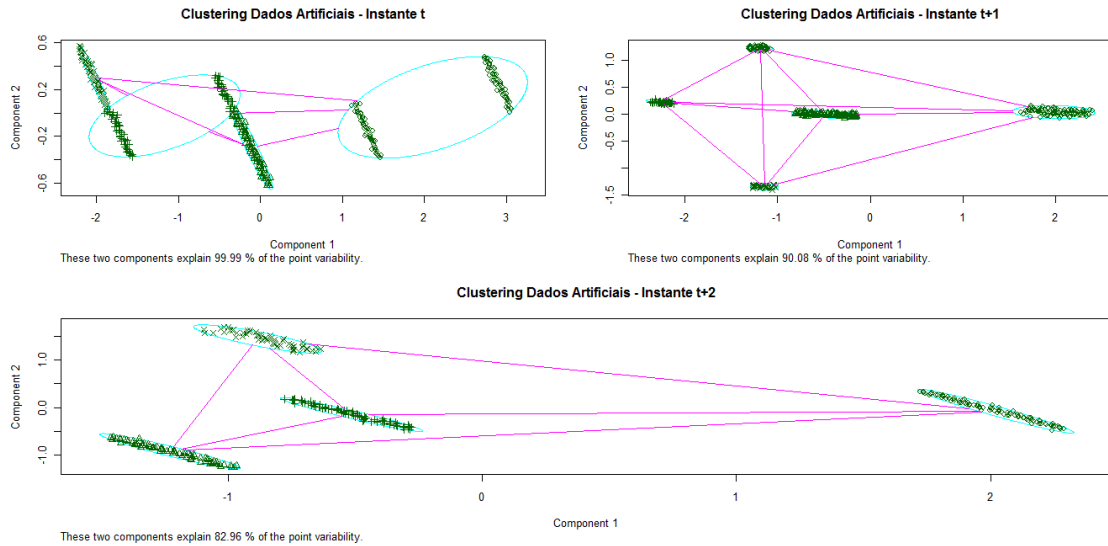 Clustering Dados Artificiais - Instante t
Component 2
0.6
0.2
-0.2
-0.6
-2
-1
0
1
2
3
Component 1
These two components explain 99.99 % of the point variability.
Clustering Dados Artificiais - Instante t+1
Component 2
1.0
0.5
0.0
-0.5
-1.5
-2
-1
0
1
2
Component 1
These two components explain 90.08 % of the point variability.
Clustering Dados Artificiais - Instante t+2
Component 2
1.0
0.0
-1.0
-1
0
1
2
Component 1
These two components explain 82.96 % of the point variability.